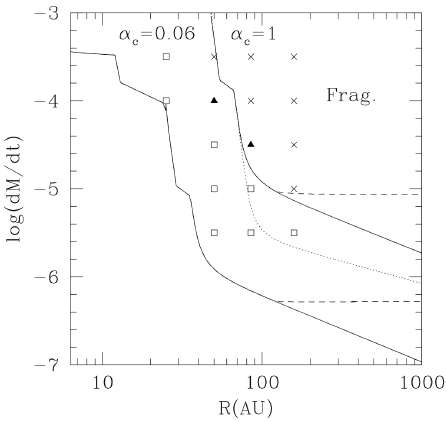 −3
α_c=0.06 α_c=1
Frag.
−4
−5
−6
−7
log(dM/dt)
10 100 1000
R(AU)